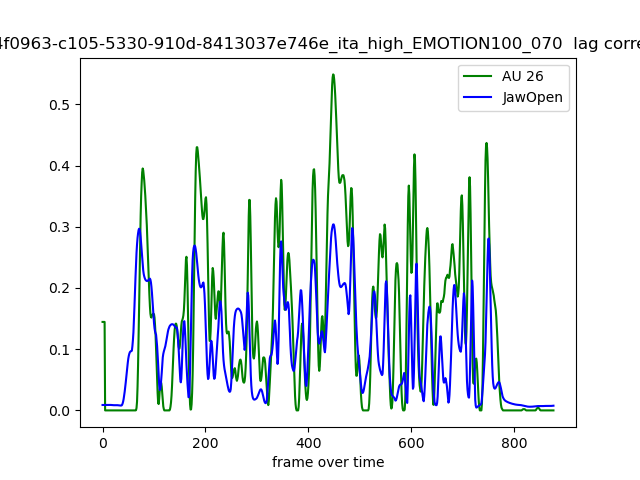 4f0963-c105-5330-910d-8413037e746e_ita_high_EMOTION100_070 lag corre
AU 26
JawOpen
0.5
0.4
0.3
0.2
0.1
0.0
0 200 400 600 800
frame over time